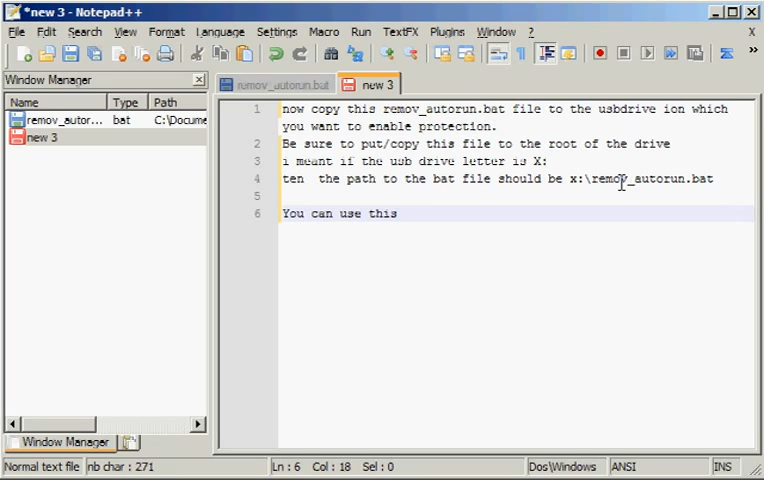 *new 3 - Notepad++
File Edit Search View Format Language Settings Macro Run TextFX Plugins Window ? X
Window Manager
remov_autorun.bat new 3
Name Type Path
remov_autor... bat C:\Docume
new 3
1 now copy this remov_autorun.bat file to the usbdrive ion which
you want to enable protection.
2 Be sure to put/copy this file to the root of the drive
3 i meant if the usb drive letter is X:
4 ten the path to the bat file should be x:\remov_autorun.bat
5
6 You can use this
Window Manager
Normal text file nb char : 271 Ln : 6 Col : 18 Sel : 0 Dos\Windows ANSI INS